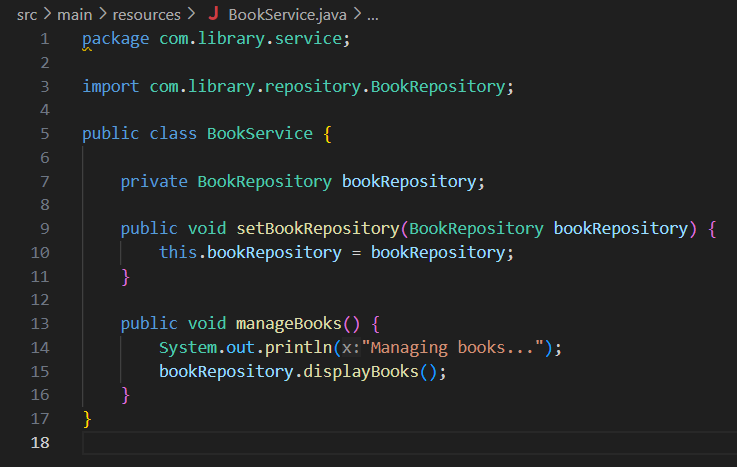 src > main > resources > J BookService.java > ...
1 package com.library.service;
2
3 import com.library.repository.BookRepository;
4
5 public class BookService {
6
7     private BookRepository bookRepository;
8
9     public void setBookRepository(BookRepository bookRepository) {
10         this.bookRepository = bookRepository;
11     }
12
13     public void manageBooks() {
14         System.out.println(x:"Managing books...");
15         bookRepository.displayBooks();
16     }
17 }
18